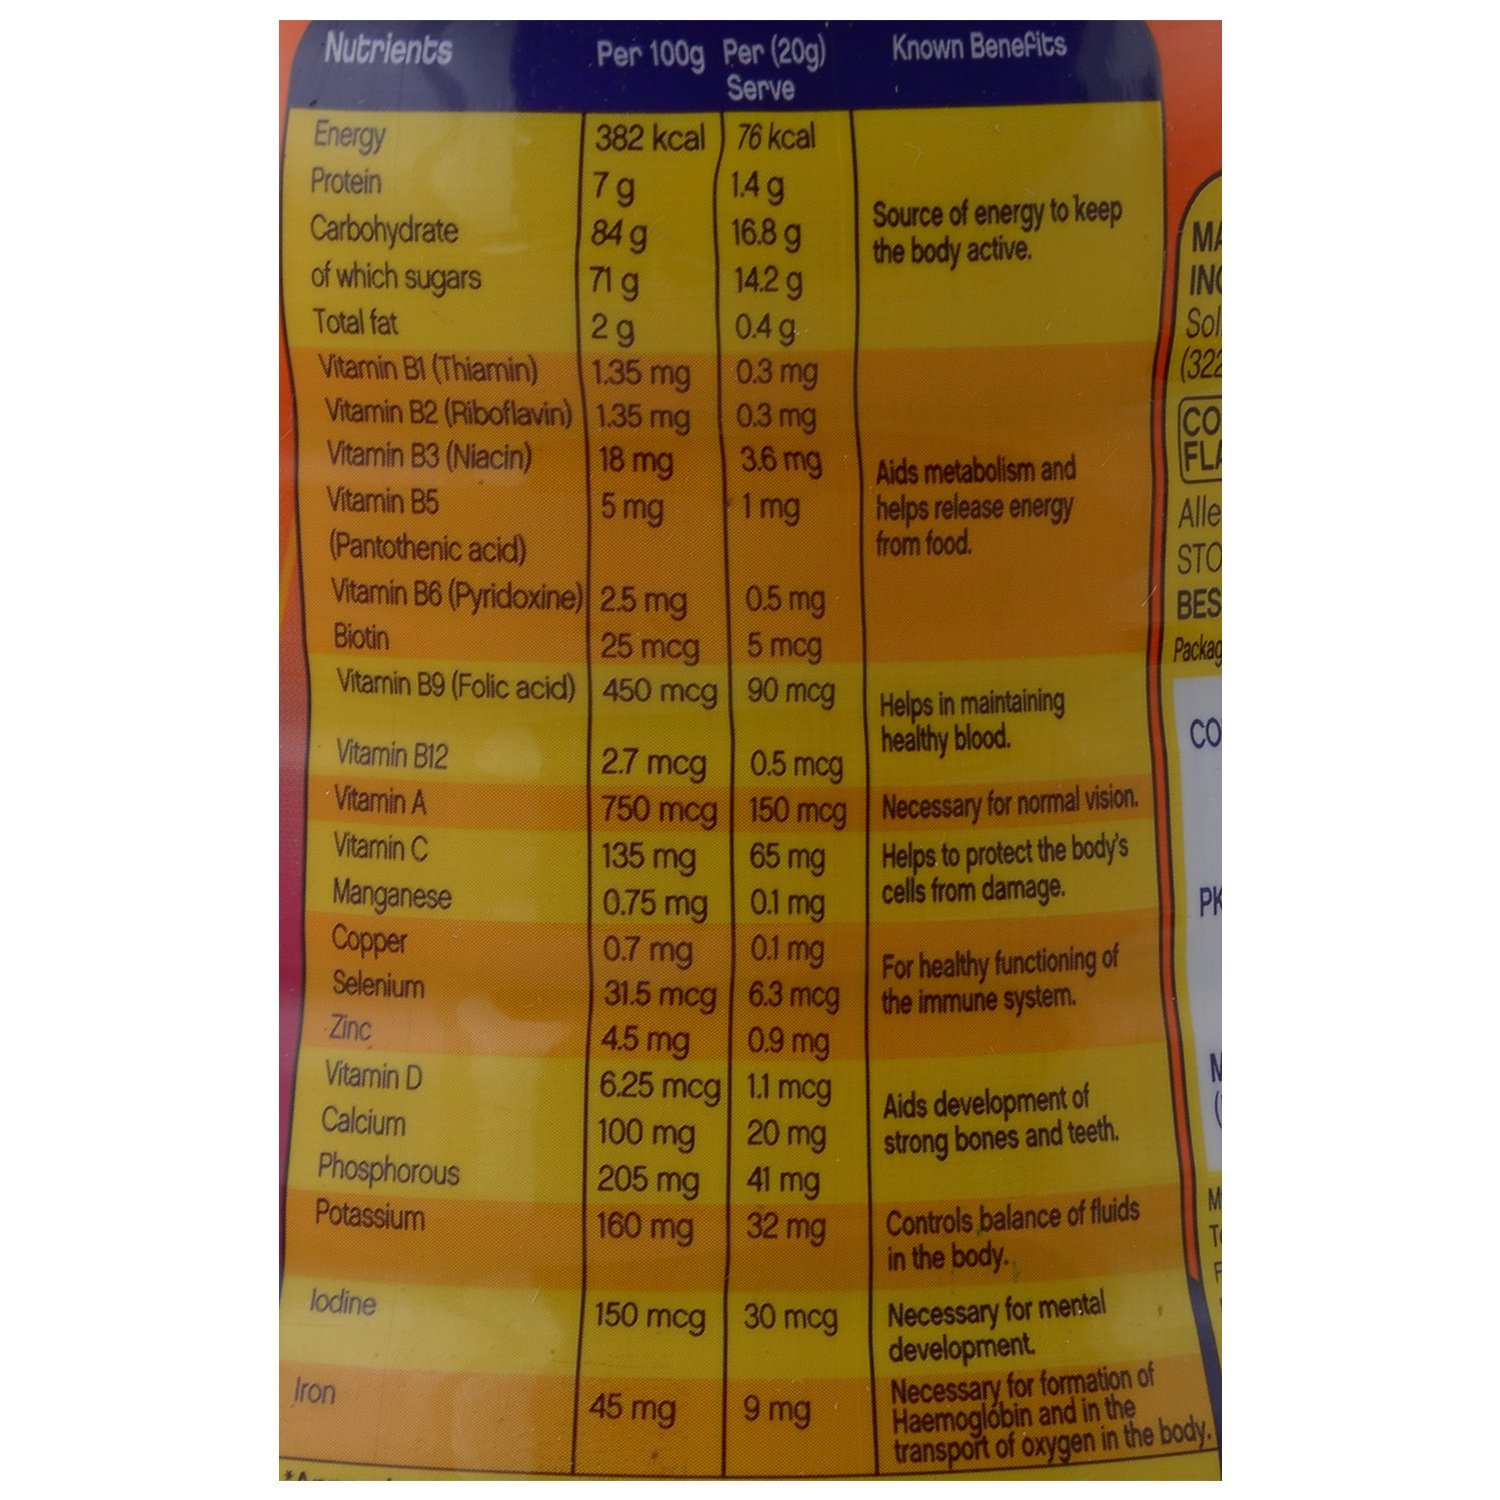 Nutrients Per 100g Per (20g) Serve Known Benefits
Energy 382 kcal 76 kcal
Protein 7 g 1.4 g
Carbohydrate 84 g 16.8 g
of which sugars 71 g 14.2 g
Total fat 2 g 0.4 g
Source of energy to keep
the body active.
Vitamin B1 (Thiamin) 1.35 mg 0.3 mg
Vitamin B2 (Riboflavin) 1.35 mg 0.3 mg
Vitamin B3 (Niacin) 18 mg 3.6 mg
Vitamin B5 5 mg 1 mg
(Pantothenic acid)
Vitamin B6 (Pyridoxine) 2.5 mg 0.5 mg
Biotin 25 mcg 5 mcg
Aids metabolism and
helps release energy
from food.
Vitamin B9 (Folic acid) 450 mcg 90 mcg
Vitamin B12 2.7 mcg 0.5 mcg
Helps in maintaining
healthy blood.
Vitamin A 750 mcg 150 mcg Necessary for normal vision.
Vitamin C 135 mg 65 mg
Manganese 0.75 mg 0.1 mg
Helps to protect the body's
cells from damage.
Copper 0.7 mg 0.1 mg
Selenium 31.5 mcg 6.3 mcg
Zinc 4.5 mg 0.9 mg
For healthy functioning of
the immune system.
Vitamin D 6.25 mcg 1.1 mcg
Calcium 100 mg 20 mg
Phosphorous 205 mg 41 mg
Aids development of
strong bones and teeth.
Potassium 160 mg 32 mg
Controls balance of fluids
in the body.
Iodine 150 mcg 30 mcg
Necessary for mental
development.
Iron 45 mg 9 mg
Necessary for formation of
Haemoglobin and in the
transport of oxygen in the body.